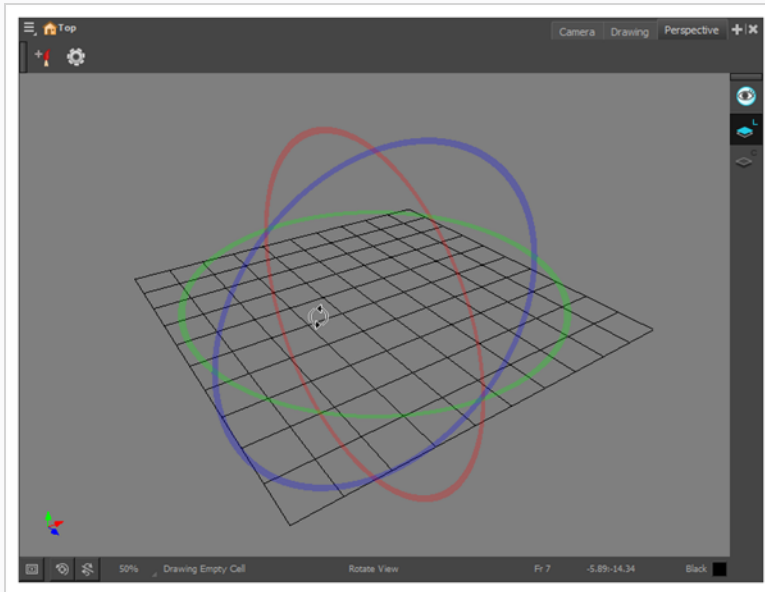 Top
Camera Drawing Perspective
L
C
50% Drawing Empty Cell Rotate View Fr 7 -5.89:-14.34 Black